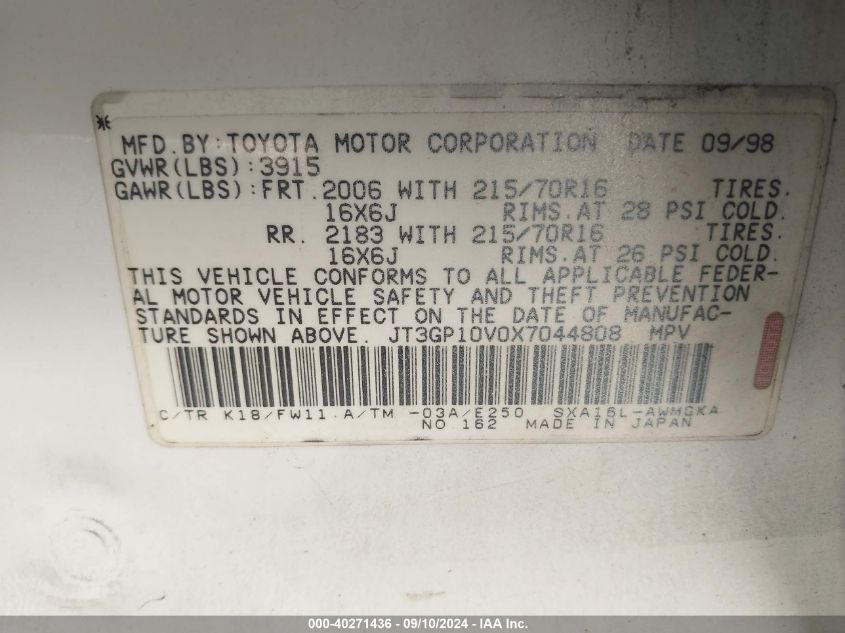 MFD.BY:TOYOTA MOTOR CORPORATION DATE 09/98
GVWR(LBS):3915
GAWR(LBS):FRT.2006 WITH 215/70R16 TIRES.
16X6J RIMS.AT 28 PSI COLD.
RR. 2183 WITH 215/70R16 TIRES.
16X6J RIMS.AT 26 PSI COLD.
THIS VEHICLE CONFORMS TO ALL APPLICABLE FEDER-
AL MOTOR VEHICLE SAFETY AND THEFT PREVENTION
STANDARDS IN EFFECT ON THE DATE OF MANUFAC-
TURE SHOWN ABOVE. JT3GP10V0X7044808 MPV
C/TR K18/FW11 A/TM -03A/E250 SXA16L-AWMGKA
NO.162 MADE IN JAPAN
000-40271436 - 09/10/2024 - IAA Inc.